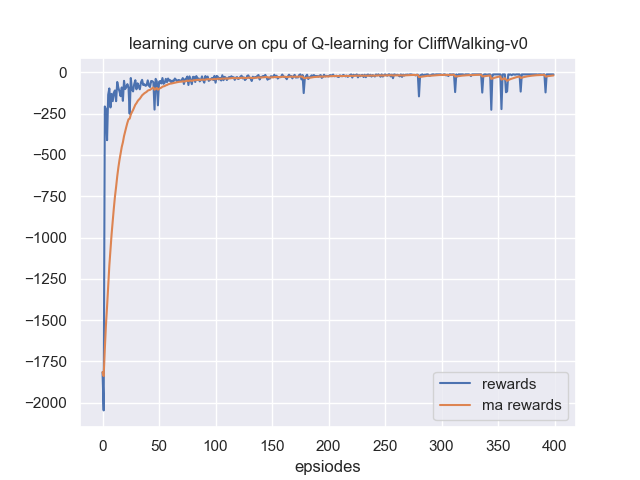 learning curve on cpu of Q-learning for CliffWalking-v0
0
−250
−500
−750
−1000
−1250
−1500
−1750
−2000
0 50 100 150 200 250 300 350 400
epsiodes
rewards
ma rewards